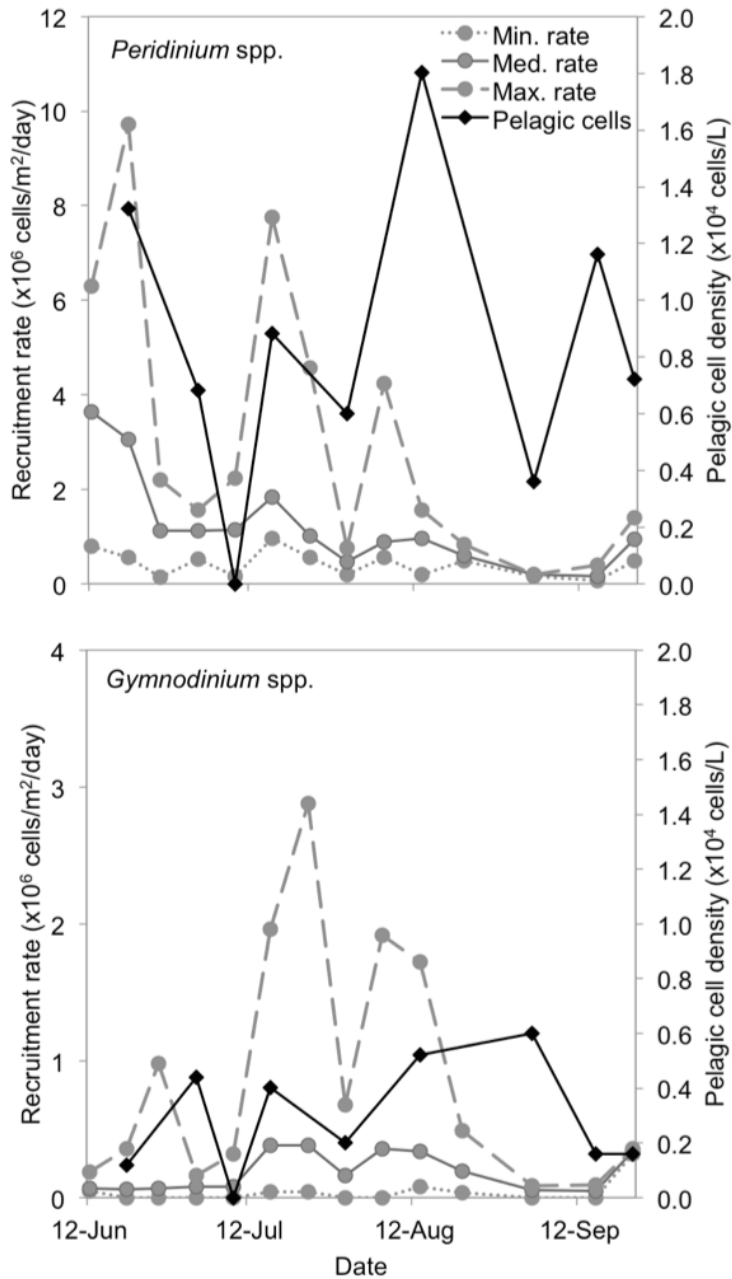 12
10
8
6
4
2
0
Recruitment rate (x10⁶ cells/m²/day)
Peridinium spp.
Min. rate
Med. rate
Max. rate
Pelagic cells
2.0
1.8
1.6
1.4
1.2
1.0
0.8
0.6
0.4
0.2
0.0
Pelagic cell density (x10⁴ cells/L)
4
3
2
1
0
Recruitment rate (x10⁶ cells/m²/day)
Gymnodinium spp.
2.0
1.8
1.6
1.4
1.2
1.0
0.8
0.6
0.4
0.2
0.0
Pelagic cell density (x10⁴ cells/L)
12-Jun 12-Jul 12-Aug 12-Sep
Date